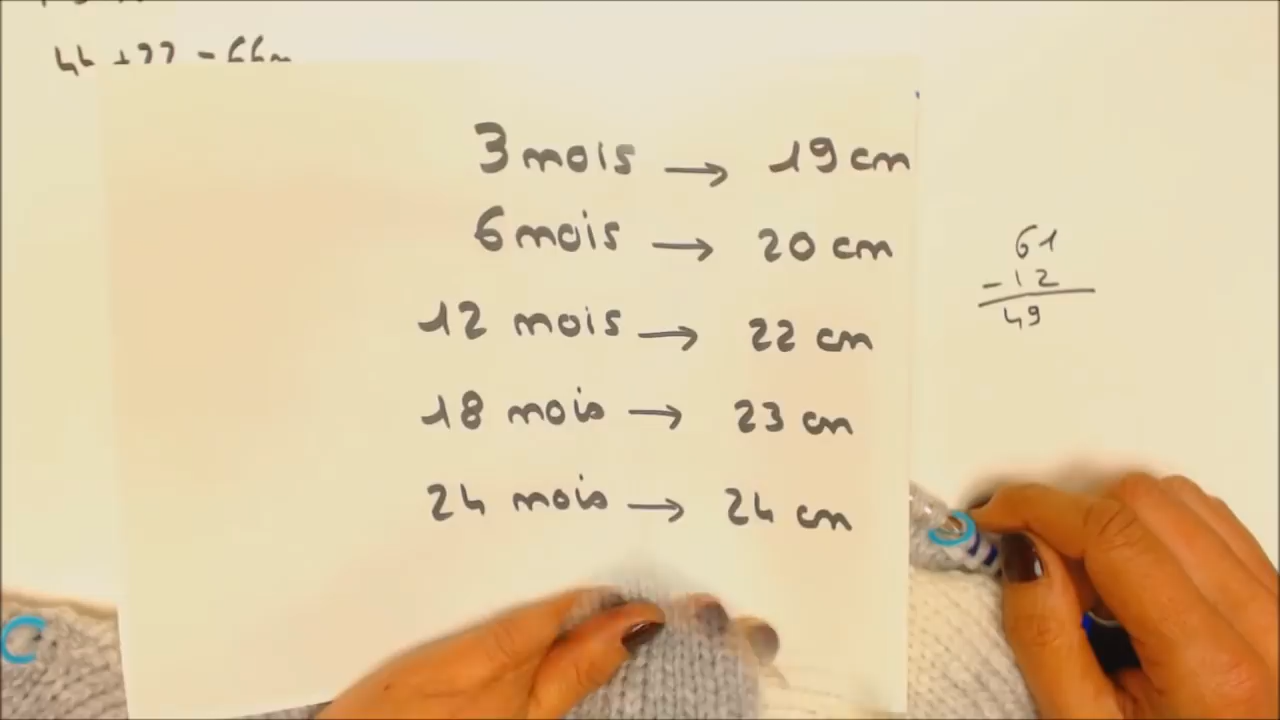 3 mois → 19 cm
6 mois → 20 cm
12 mois → 22 cm
18 mois → 23 cm
24 mois → 24 cm
61
- 12
49